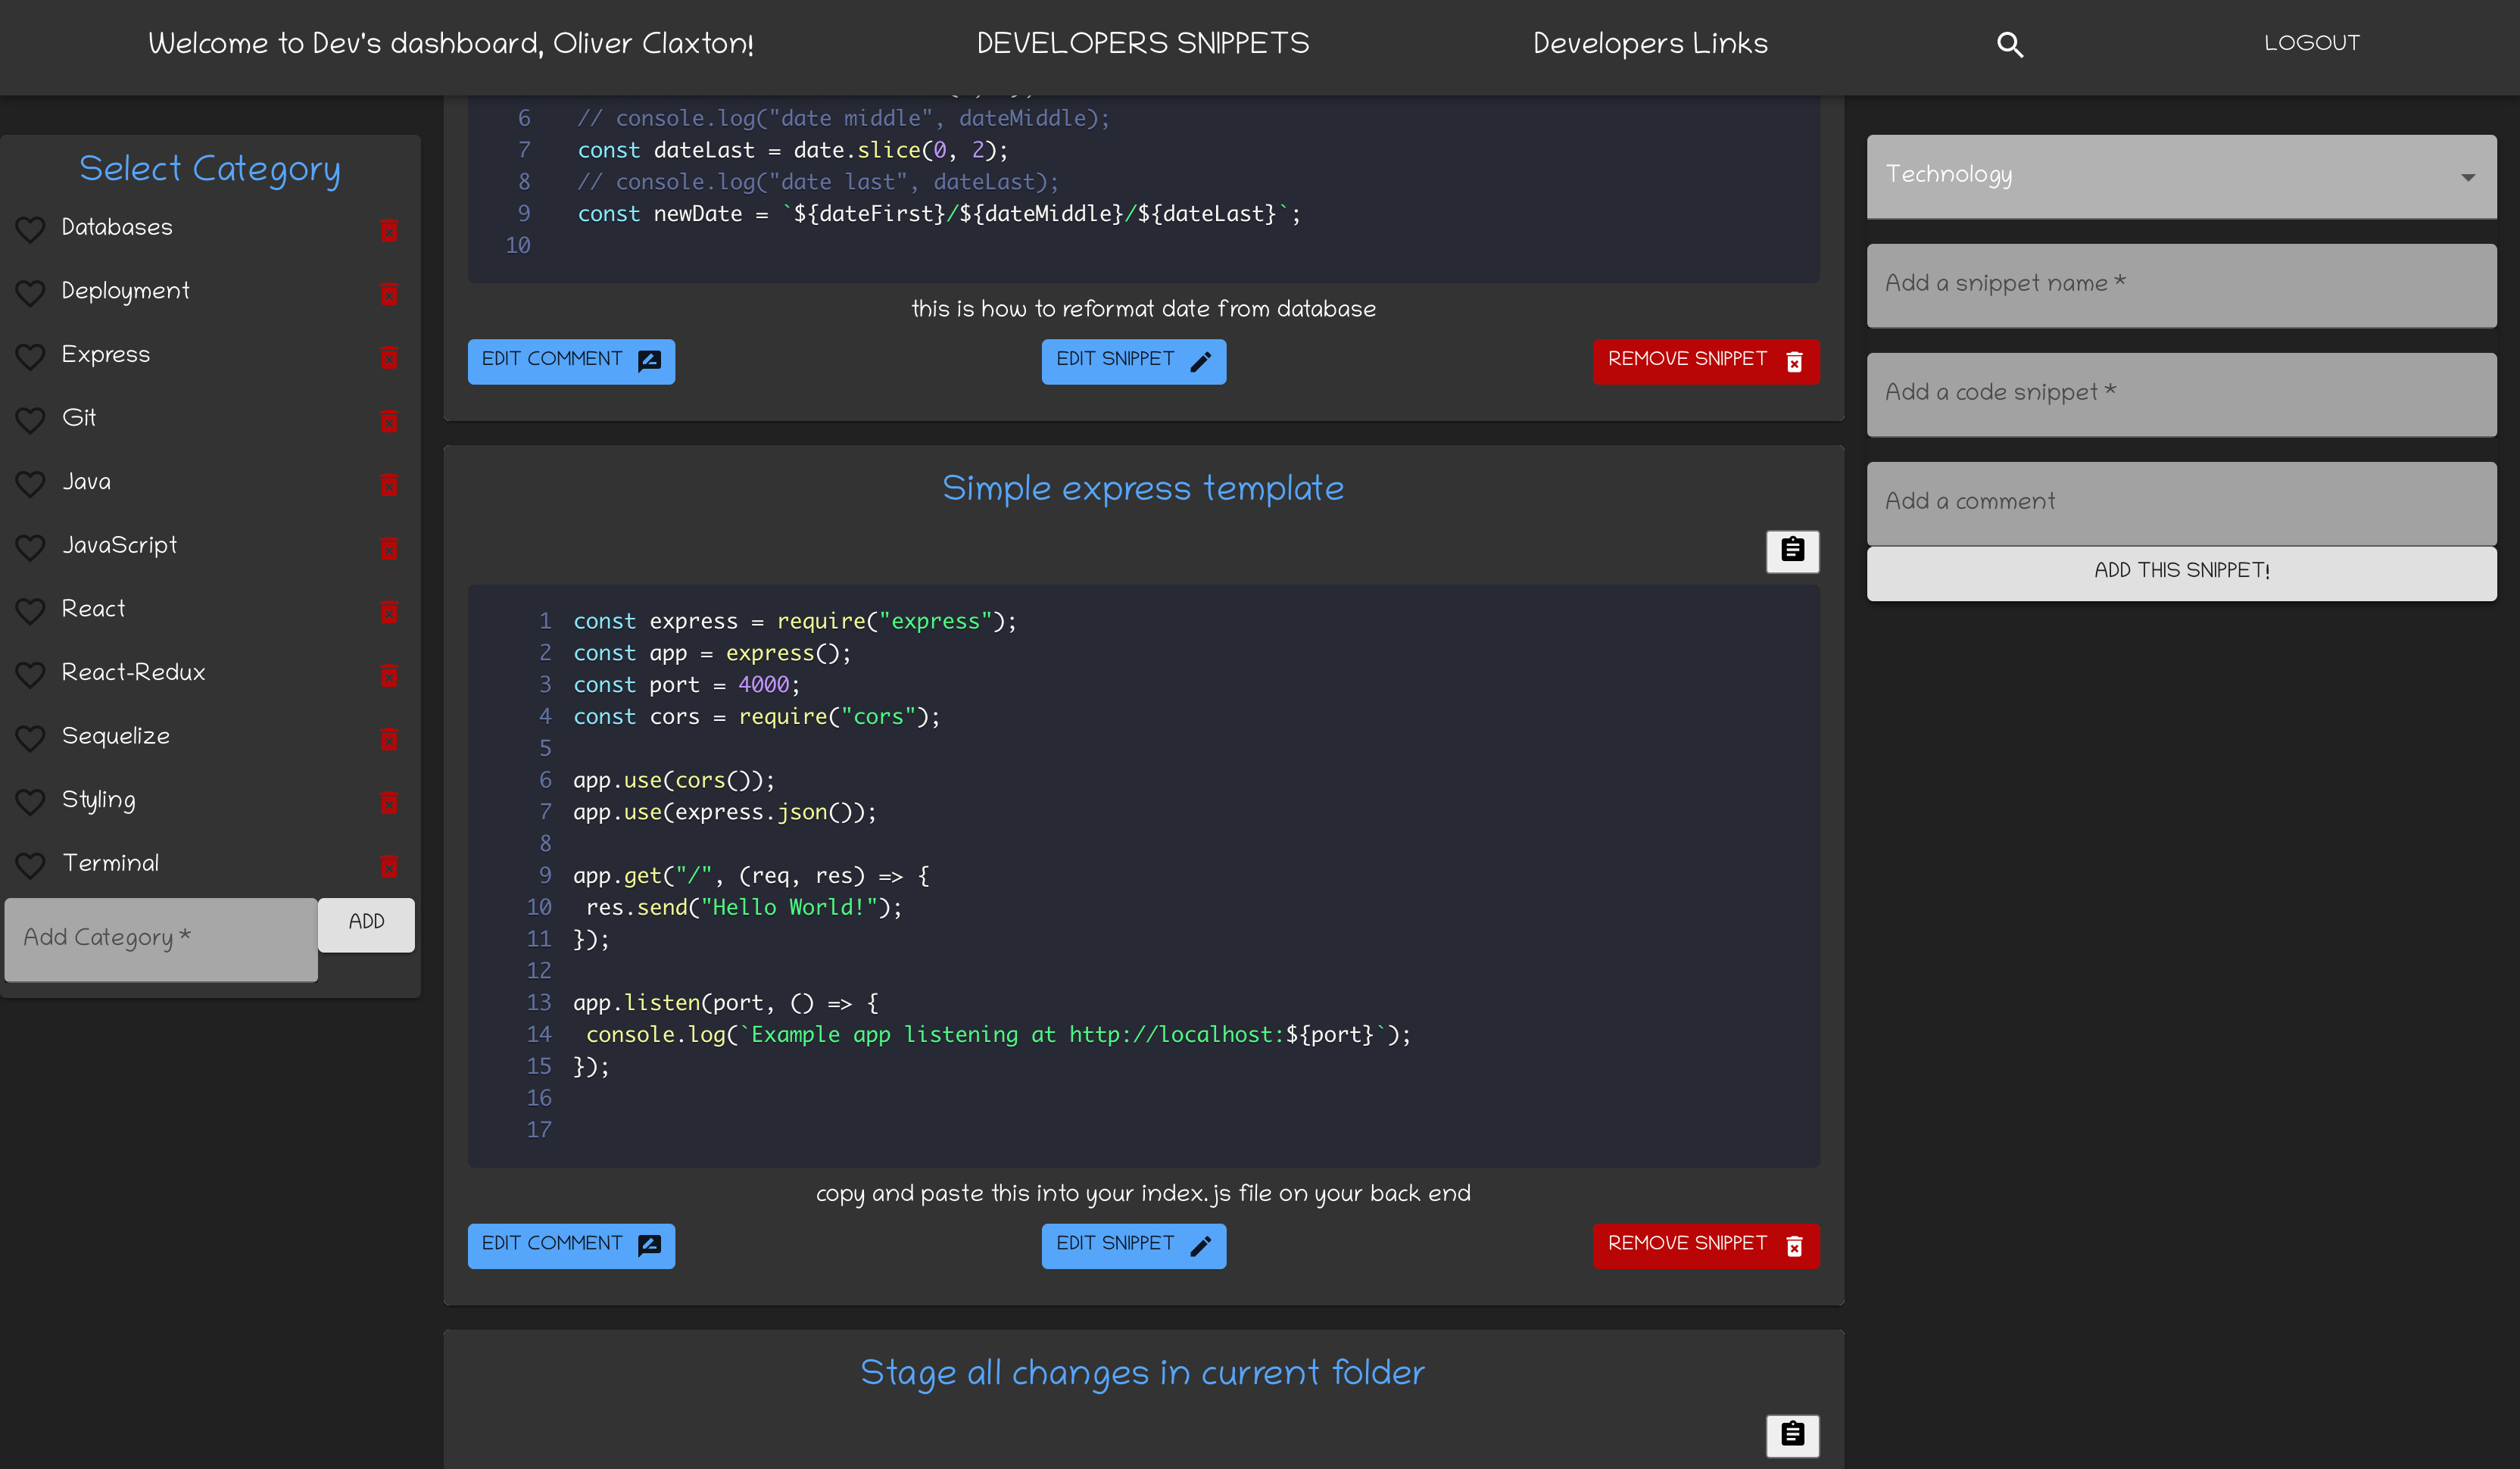 Welcome to Dev's dashboard, Oliver Claxton!
DEVELOPERS SNIPPETS
Developers Links
LOGOUT
Select Category
Databases
Deployment
Express
Git
Java
JavaScript
React
React-Redux
Sequelize
Styling
Terminal
Add Category *
ADD
6 // console.log("date middle", dateMiddle);
7 const dateLast = date.slice(0, 2);
8 // console.log("date last", dateLast);
9 const newDate = `${dateFirst}/${dateMiddle}/${dateLast}`;
10
this is how to reformat date from database
EDIT COMMENT
EDIT SNIPPET
REMOVE SNIPPET
Simple express template
1 const express = require("express");
2 const app = express();
3 const port = 4000;
4 const cors = require("cors");
5
6 app.use(cors());
7 app.use(express.json());
8
9 app.get("/", (req, res) => {
10  res.send("Hello World!");
11 });
12
13 app.listen(port, () => {
14  console.log(`Example app listening at http://localhost:${port}`);
15 });
16
17
copy and paste this into your index.js file on your back end
EDIT COMMENT
EDIT SNIPPET
REMOVE SNIPPET
Stage all changes in current folder
Technology
Add a snippet name *
Add a code snippet *
Add a comment
ADD THIS SNIPPET!